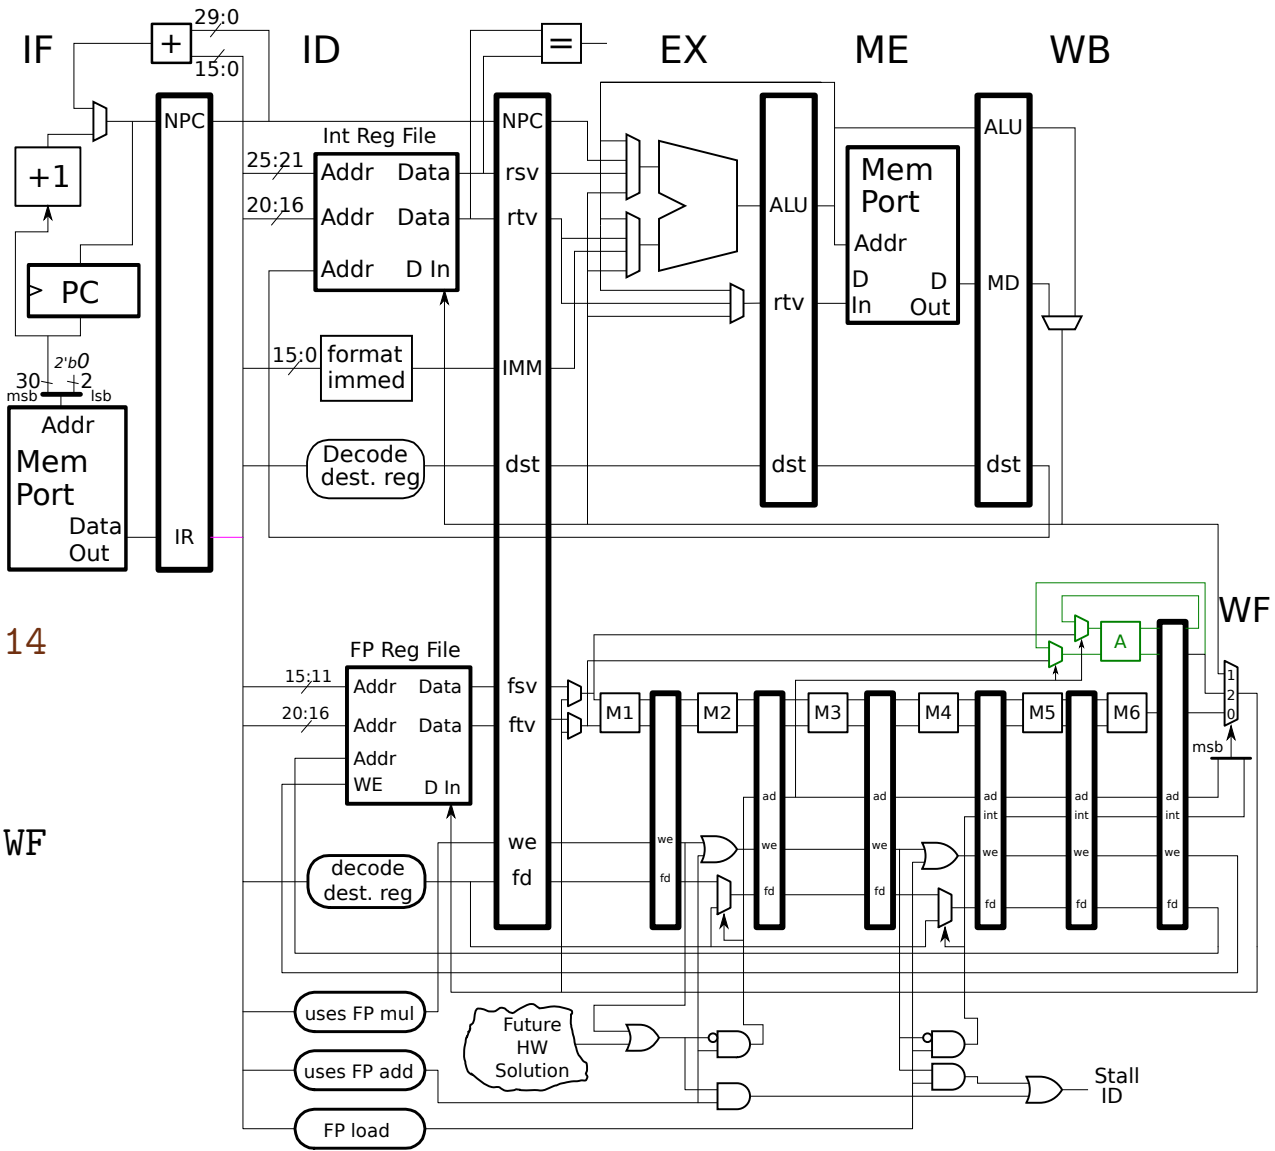 IF
ID
EX
ME
WB
+
29:0
15:0
=
NPC
NPC
ALU
+1
Int Reg File
25:21
Addr
Data
rsv
20:16
Addr
Data
rtv
Addr
D In
ALU
Mem
Port
Addr
D
In
D
Out
rtv
MD
PC
2'b0
30
2
msb
lsb
Addr
Mem
Port
Data
Out
15:0
format
immed
IMM
Decode
dest. reg
dst
dst
dst
IR
14
WF
A
FP Reg File
15:11
Addr
Data
fsv
20:16
Addr
Data
ftv
Addr
WE
D In
M1
M2
M3
M4
M5
M6
1
2
0
msb
ad
ad
ad
ad
ad
int
int
int
WF
we
we
we
we
we
we
we
decode
dest. reg
fd
fd
fd
fd
fd
fd
fd
uses FP mul
Future
HW
Solution
uses FP add
FP load
Stall
ID